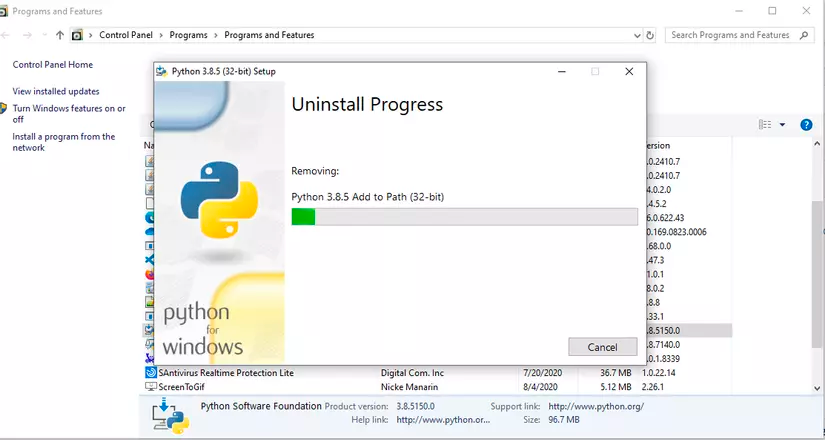 Programs and Features
Control Panel
Programs
Programs and Features
Search Programs and Features
Control Panel Home
View installed updates
Turn Windows features on or
off
Install a program from the
network
Python 3.8.5 (32-bit) Setup
Uninstall Progress
Removing:
Python 3.8.5 Add to Path (32-bit)
python
for
windows
Cancel
Na
ersion
.0.2410.7
.0.2410.7
.4.0.2.0
.4.5.2
6.0.622.43
0.169.0823.0006
.68.0.0
.47.3
.1.0.1
.8.0.2
.8.8
.33.1
.8.5150.0
.8.7140.0
.0.1.8339
SAntivirus Realtime Protection Lite Digital Com. Inc 7/20/2020 36.7 MB 1.0.22.14
ScreenToGif Nicke Manarin 8/4/2020 5.12 MB 2.26.1
Python Software Foundation Product version: 3.8.5150.0 Support link: http://www.python.org/
Help link: http://www.python.or... Size: 96.7 MB